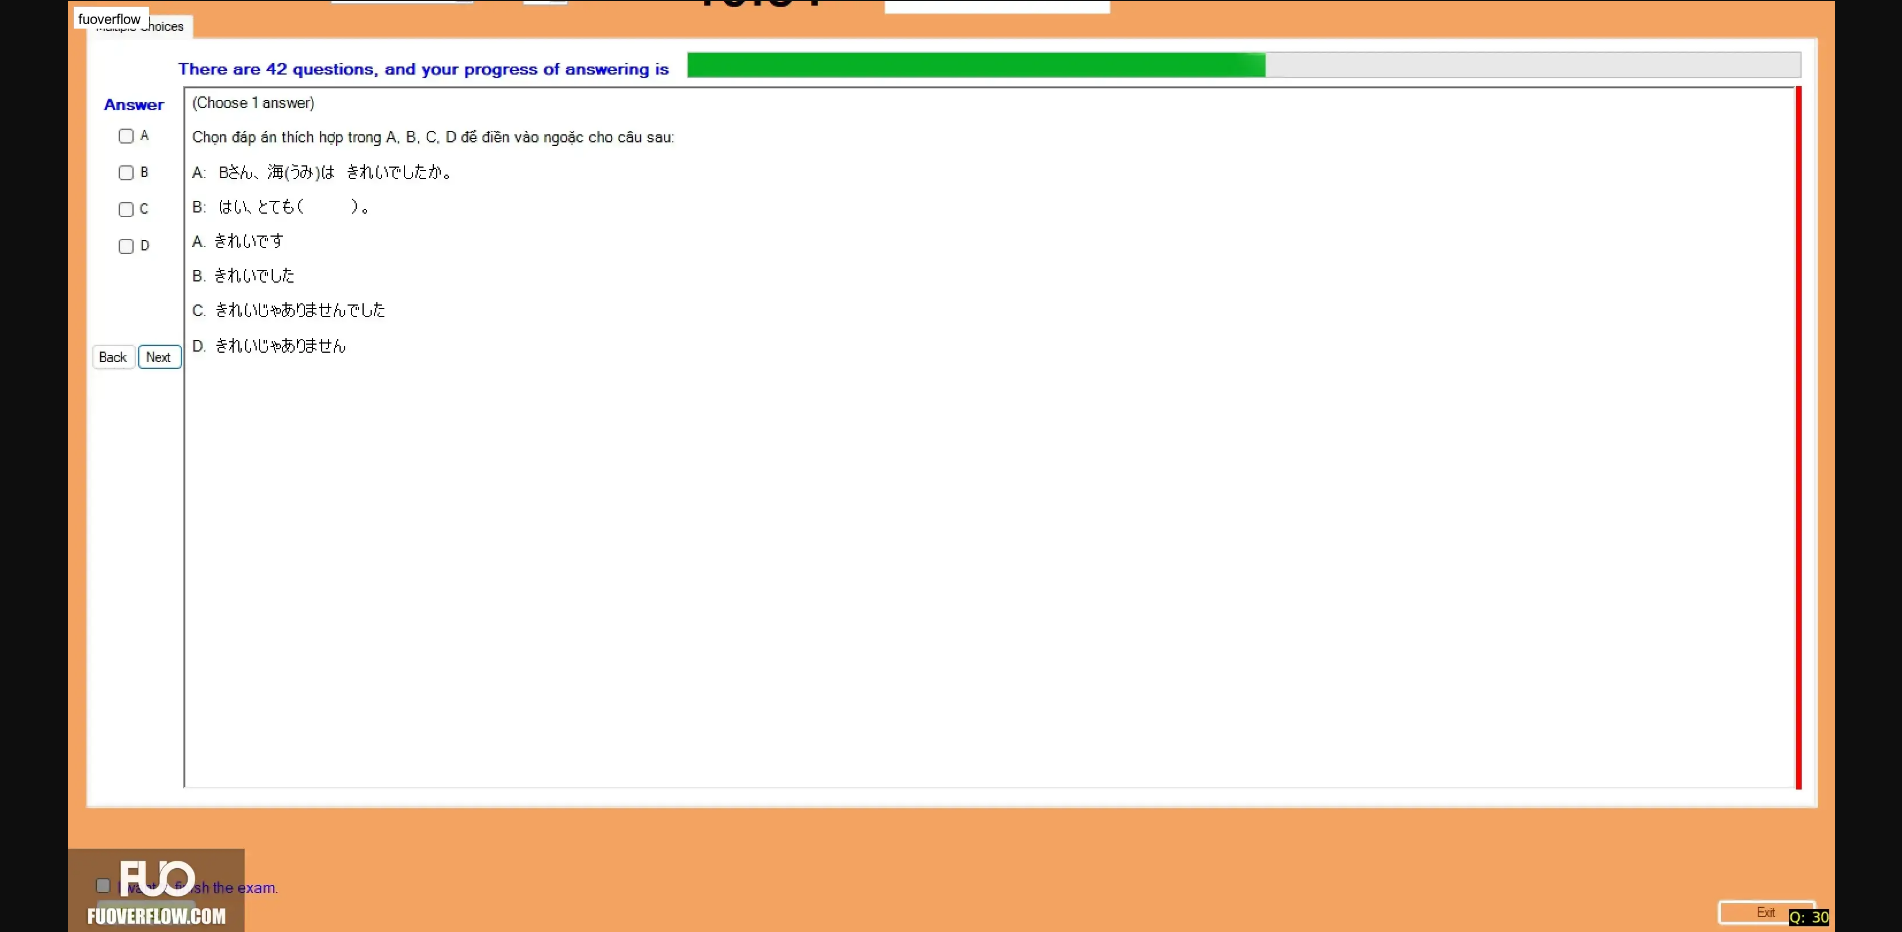 fuoverflow
Multiple Choices
There are 42 questions, and your progress of answering is
Answer
(Choose 1 answer)
A
Chọn đáp án thích hợp trong A, B, C, D để điền vào ngoặc cho câu sau:
B
A: Bさん、海(うみ)は きれいでしたか。
C
B: はい、とても( )。
D
A. きれいです
B. きれいでした
C. きれいじゃありませんでした
D. きれいじゃありません
Back Next
FUO
I want to finish the exam.
FUOVERFLOW.COM
Exit
Q: 30